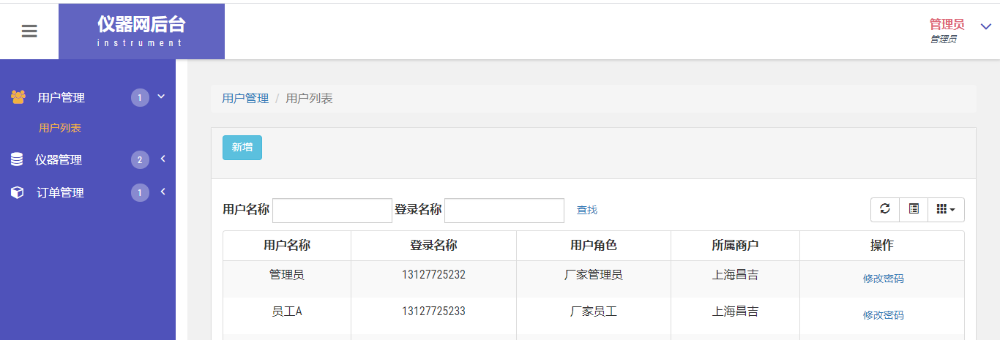 仪器网后台
instrument
管理员
管理员
用户管理 1
用户列表
仪器管理 2
订单管理 1
用户管理 / 用户列表
新增
用户名称 登录名称 查找
用户名称 登录名称 用户角色 所属商户 操作
管理员 13127725232 厂家管理员 上海昌吉 修改密码
员工A 13127725233 厂家员工 上海昌吉 修改密码